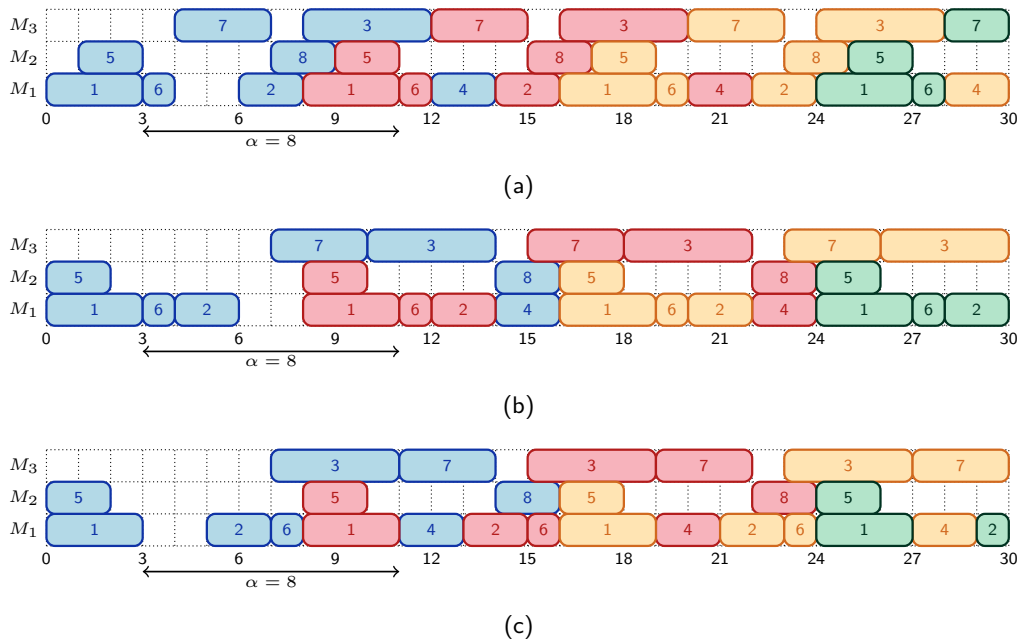 M3 7 3 7 3 7 3 7
M2 5 8 5 8 5 8 5
M1 1 6 2 1 6 4 2 1 6 4 2 1 6 4
0 3 6 9 12 15 18 21 24 27 30
α = 8
(a)
M3 7 3 7 3 7 3
M2 5 5 8 5 8 5
M1 1 6 2 1 6 2 4 1 6 2 4 1 6 2
0 3 6 9 12 15 18 21 24 27 30
α = 8
(b)
M3 3 7 3 7 3 7
M2 5 5 8 5 8 5
M1 1 2 6 1 4 2 6 1 4 2 6 1 4 2
0 3 6 9 12 15 18 21 24 27 30
α = 8
(c)